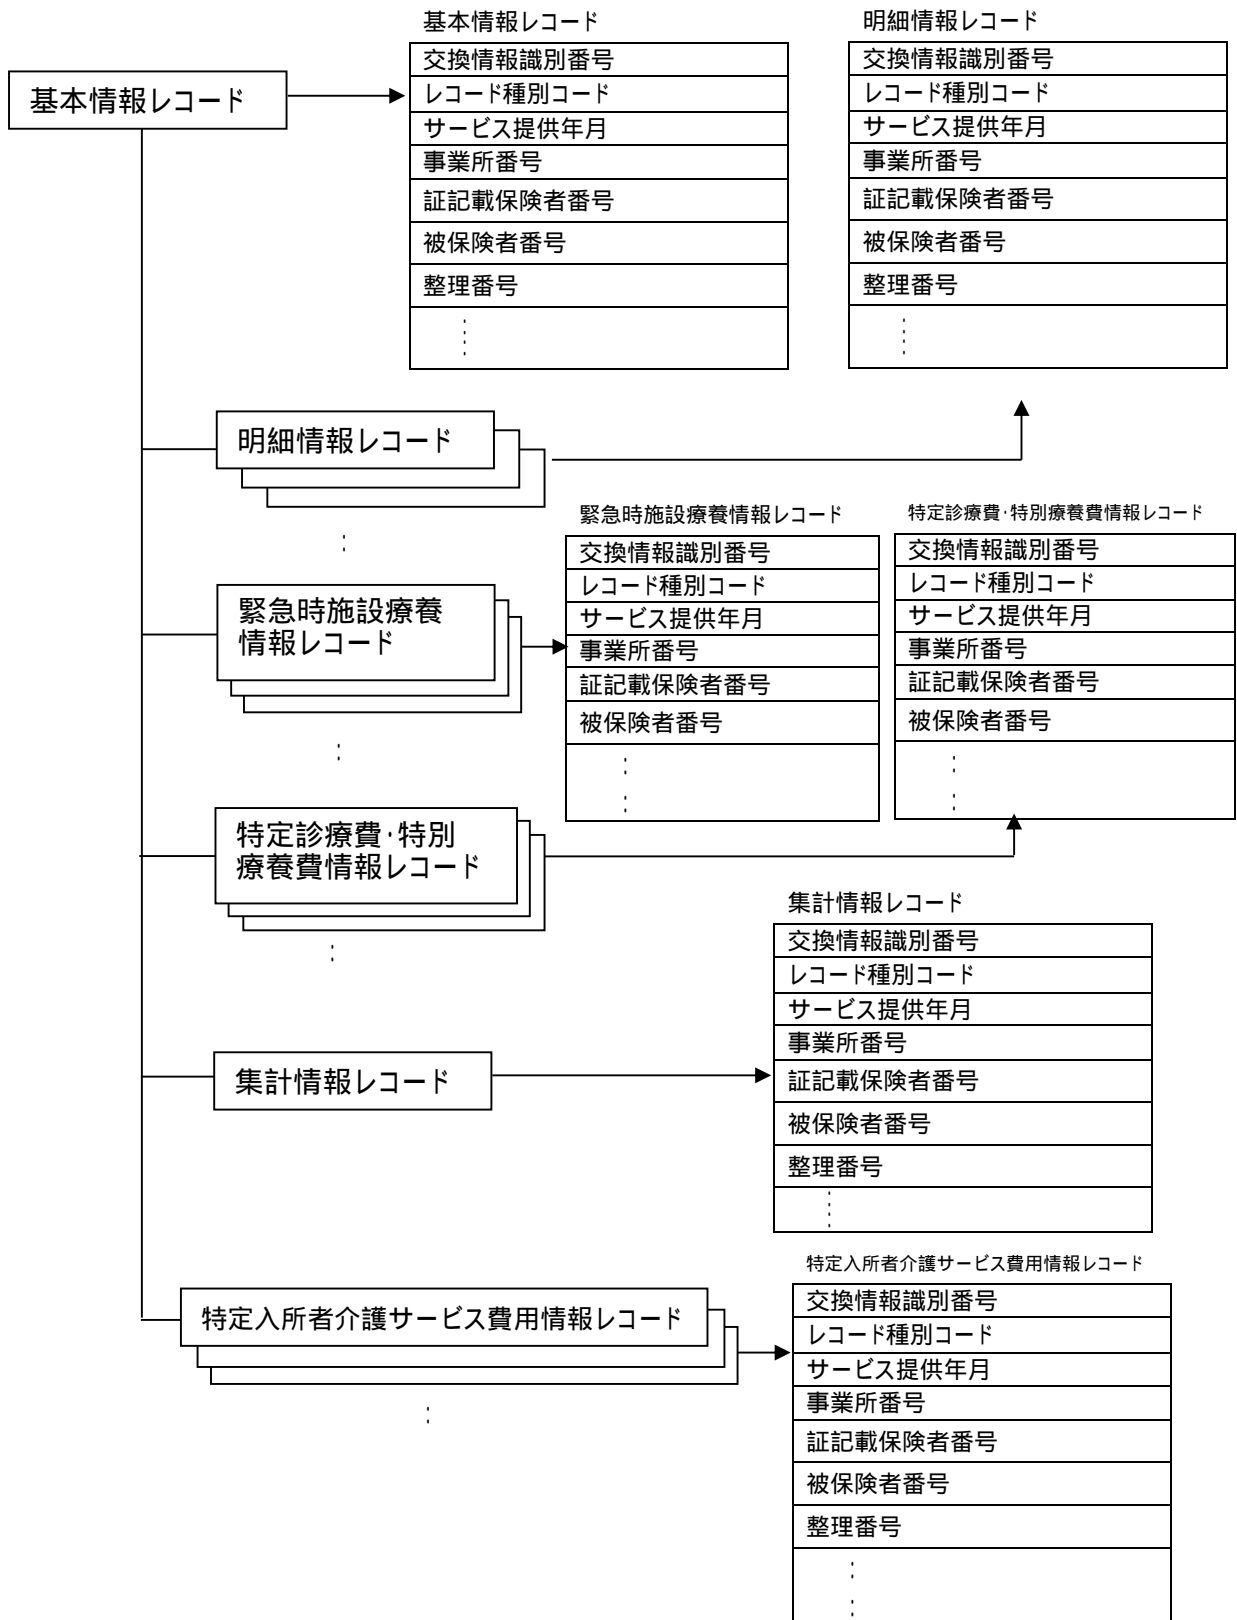 基本情報レコード
基本情報レコード
交換情報識別番号
レコード種別コード
サービス提供年月
事業所番号
証記載保険者番号
被保険者番号
整理番号
明細情報レコード
交換情報識別番号
レコード種別コード
サービス提供年月
事業所番号
証記載保険者番号
被保険者番号
整理番号
明細情報レコード
緊急時施設療養
情報レコード
緊急時施設療養情報レコード
交換情報識別番号
レコード種別コード
サービス提供年月
事業所番号
証記載保険者番号
被保険者番号
特定診療費･特別療養費情報レコード
交換情報識別番号
レコード種別コード
サービス提供年月
事業所番号
証記載保険者番号
被保険者番号
特定診療費･特別
療養費情報レコード
集計情報レコード
集計情報レコード
交換情報識別番号
レコード種別コード
サービス提供年月
事業所番号
証記載保険者番号
被保険者番号
整理番号
特定入所者介護サービス費用情報レコード
特定入所者介護サービス費用情報レコード
交換情報識別番号
レコード種別コード
サービス提供年月
事業所番号
証記載保険者番号
被保険者番号
整理番号